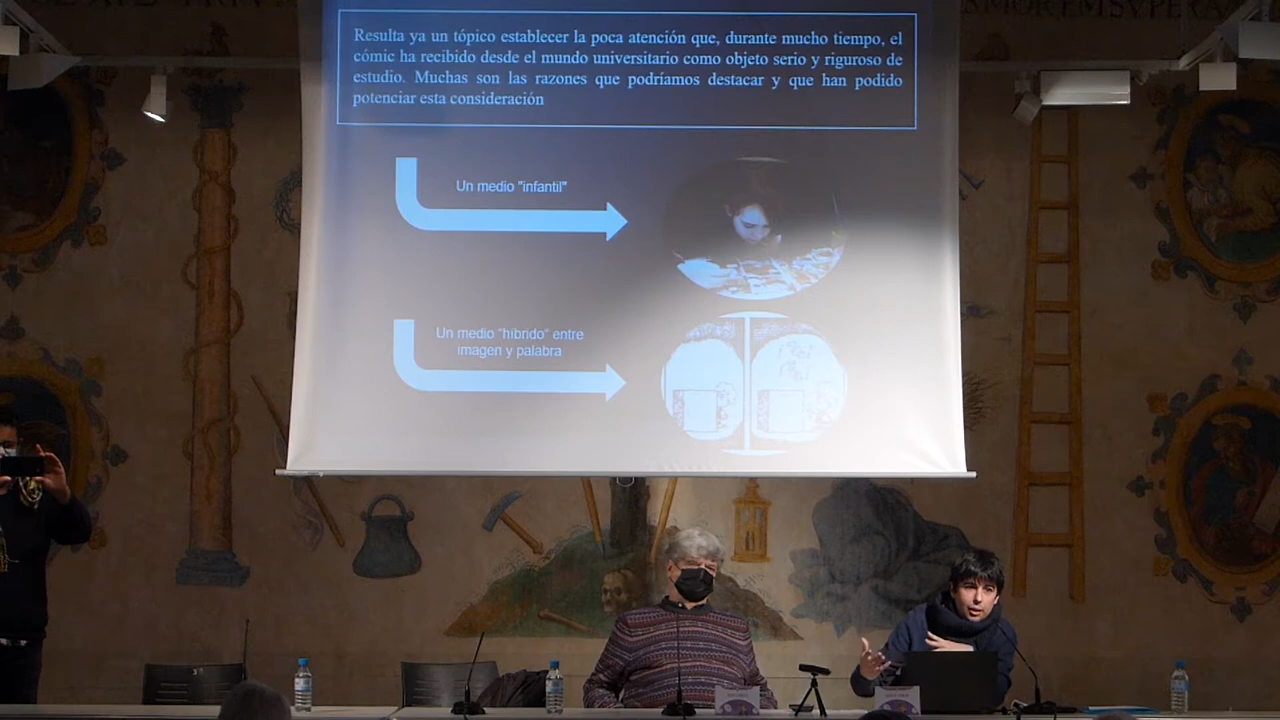 Resulta ya un tópico establecer la poca atención que, durante mucho tiempo, el
cómic ha recibido desde el mundo universitario como objeto serio y riguroso de
estudio. Muchas son las razones que podríamos destacar y que han podido
potenciar esta consideración
Un medio "infantil"
Un medio "híbrido" entre
imagen y palabra